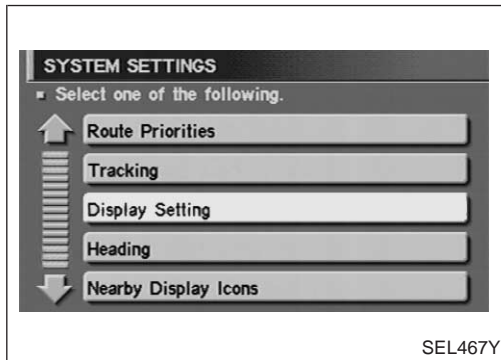 SYSTEM SETTINGS
Select one of the following.
Route Priorities
Tracking
Display Setting
Heading
Nearby Display Icons
SEL467Y